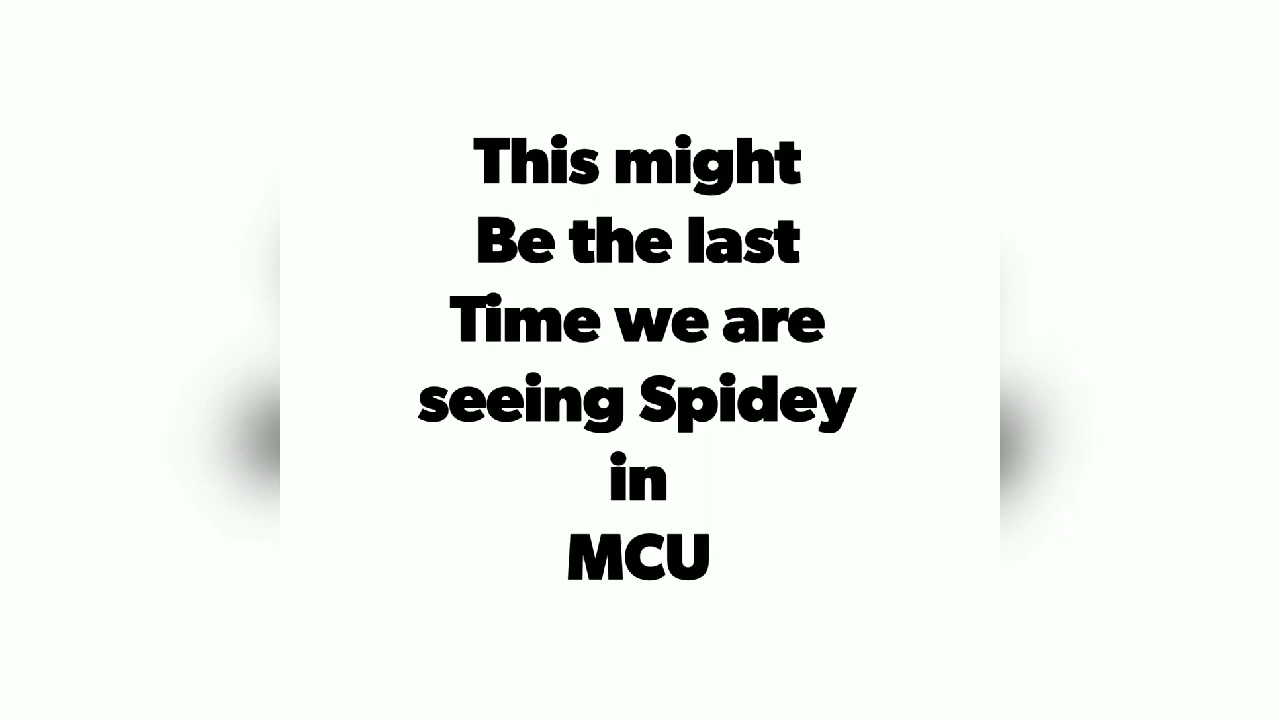 This might
Be the last
Time we are
seeing Spidey
in
MCU